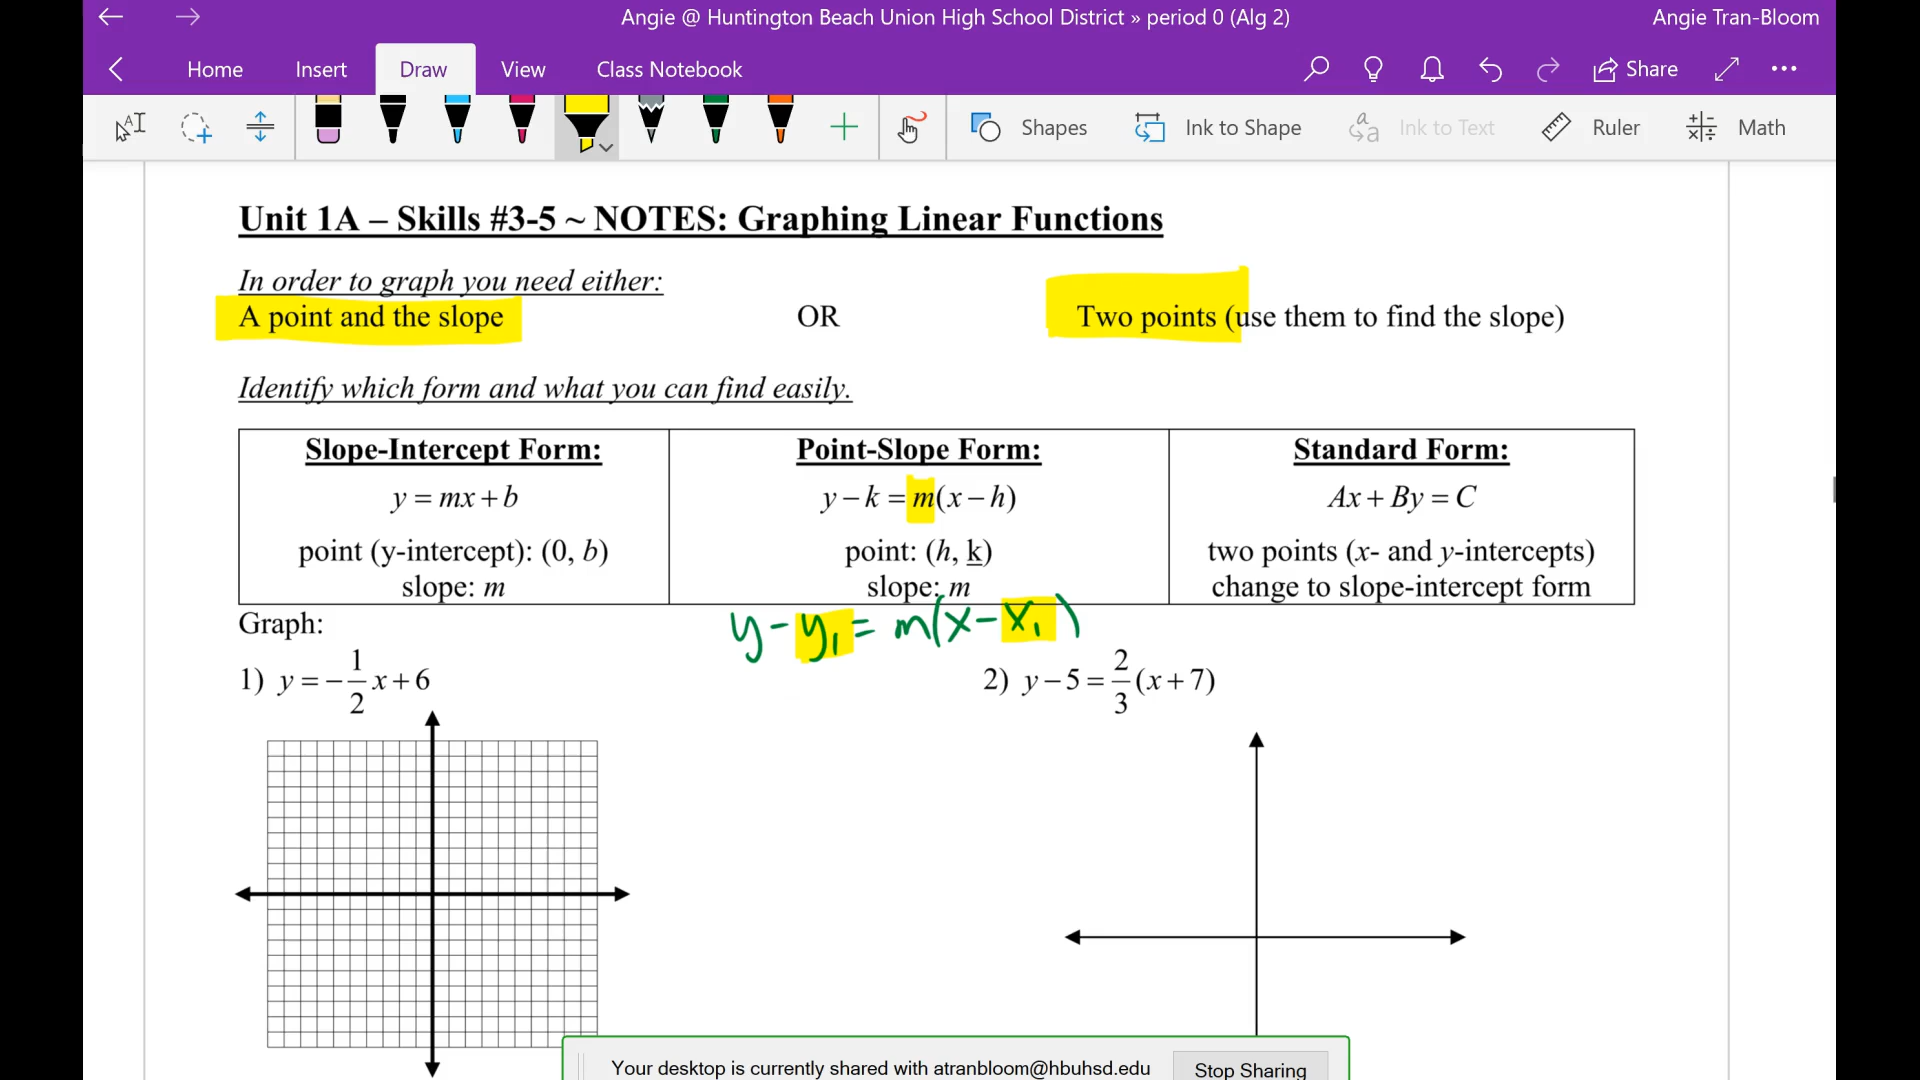 Angie @ Huntington Beach Union High School District » period 0 (Alg 2)
Angie Tran-Bloom
Home Insert Draw View Class Notebook Share
Shapes Ink to Shape Ink to Text Ruler Math
Unit 1A – Skills #3-5 ~ NOTES: Graphing Linear Functions
In order to graph you need either:
A point and the slope OR Two points (use them to find the slope)
Identify which form and what you can find easily.
Slope-Intercept Form:
y = mx + b
point (y-intercept): (0, b)
slope: m
Point-Slope Form:
y – k = m(x – h)
point: (h, k)
slope: m
Standard Form:
Ax + By = C
two points (x- and y-intercepts)
change to slope-intercept form
y - y₁ = m(x - x₁)
Graph:
1) y = –1/2 x + 6
2) y – 5 = 2/3 (x + 7)
Your desktop is currently shared with atranbloom@hbuhsd.edu Stop Sharing